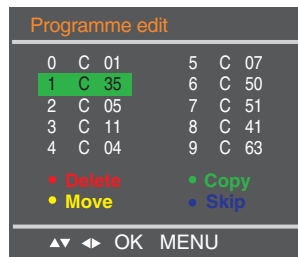 Programme edit
0 C 01 5 C 07
1 C 35 6 C 50
2 C 05 7 C 51
3 C 11 8 C 41
4 C 04 9 C 63
Delete Copy
Move Skip
OK MENU